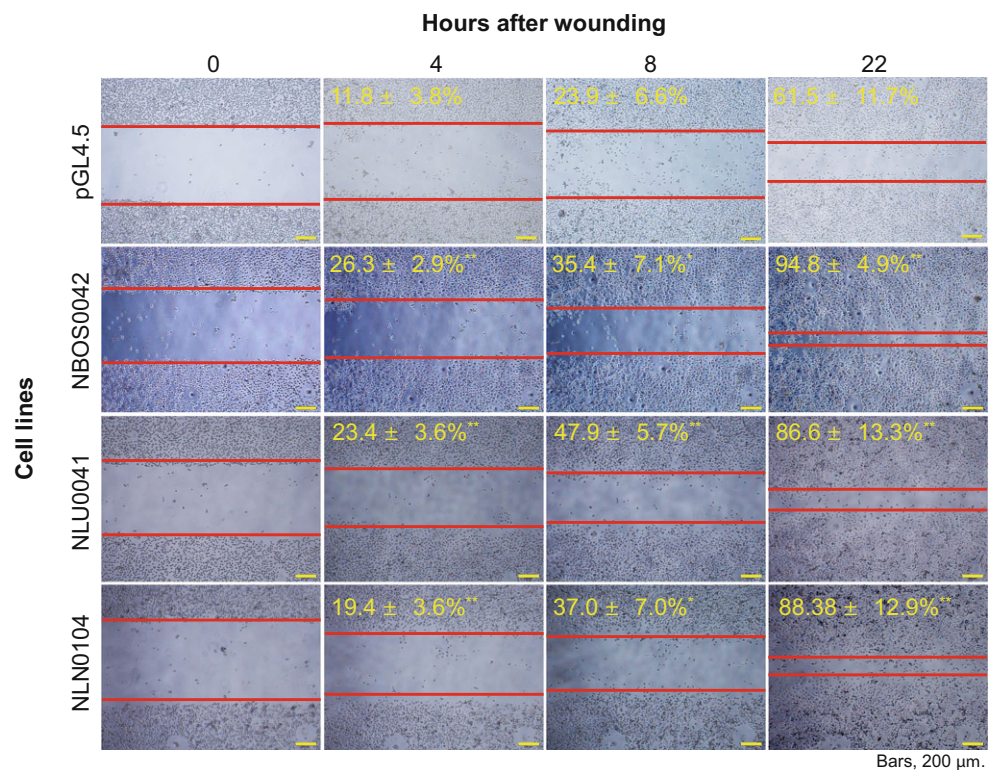 Hours after wounding
0 4 8 22
Cell lines
pGL4.5
11.8 ± 3.8% 23.9 ± 6.6% 61.5 ± 11.7%
NBOS0042
26.3 ± 2.9%** 35.4 ± 7.1%* 94.8 ± 4.9%**
NLU0041
23.4 ± 3.6%** 47.9 ± 5.7%** 86.6 ± 13.3%**
NLN0104
19.4 ± 3.6%** 37.0 ± 7.0%* 88.38 ± 12.9%**
Bars, 200 µm.